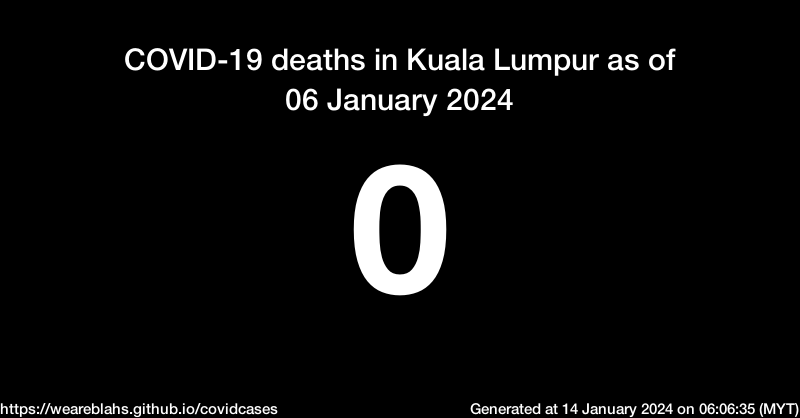 COVID-19 deaths in Kuala Lumpur as of
06 January 2024
0
https://weareblahs.github.io/covidcases
Generated at 14 January 2024 on 06:06:35 (MYT)